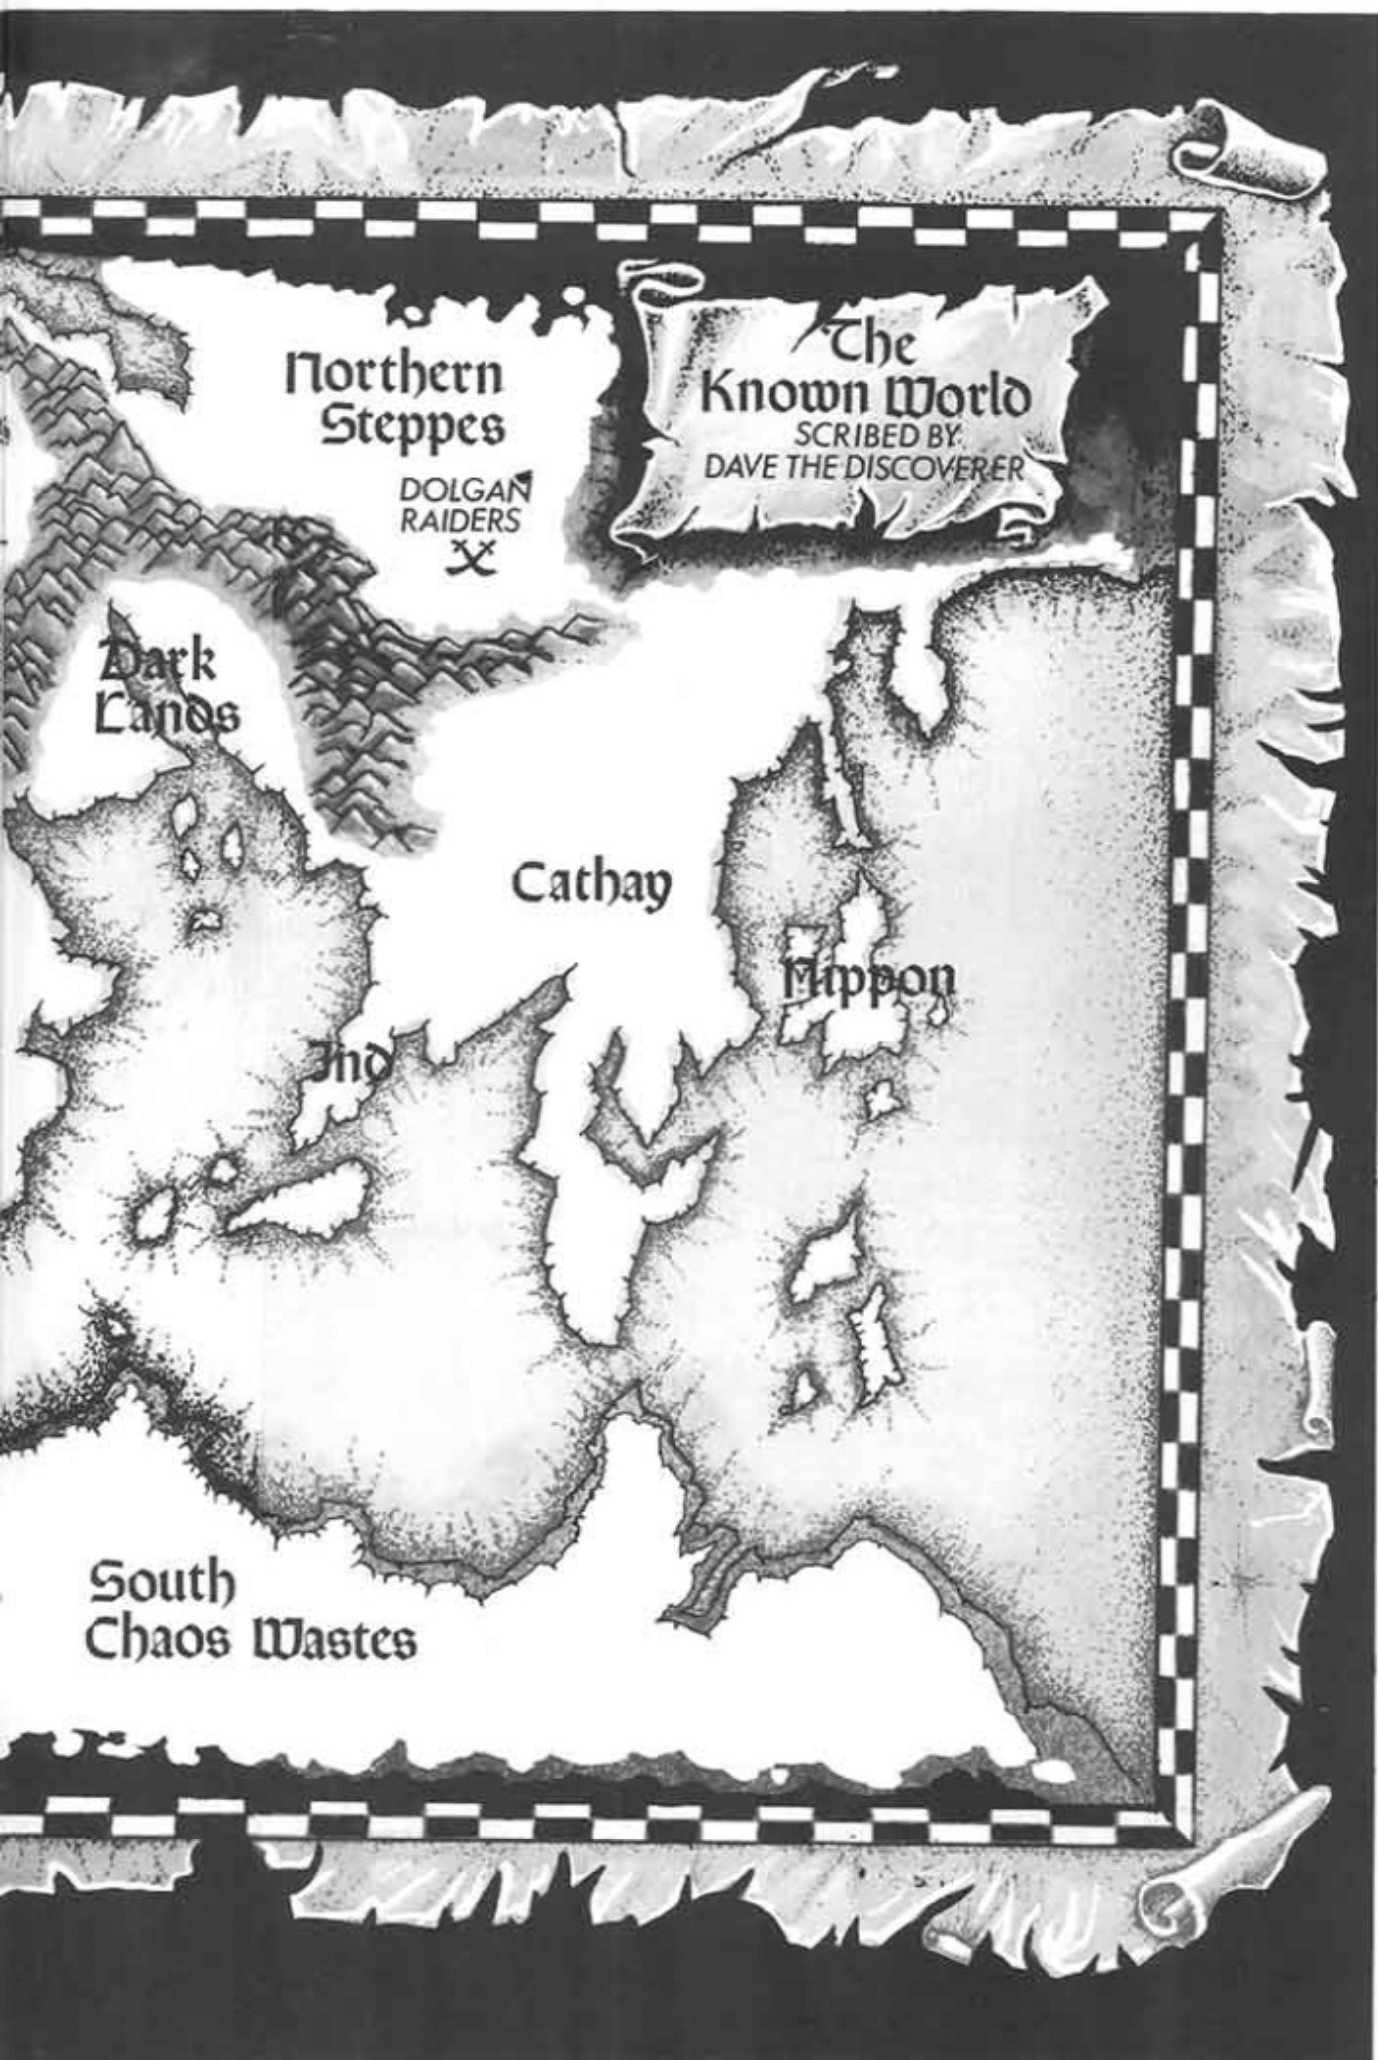 The
Known World
SCRIBED BY
DAVE THE DISCOVERER
Northern
Steppes
DOLGAN
RAIDERS
Dark
Lands
Cathay
Nippon
Ind
South
Chaos Wastes